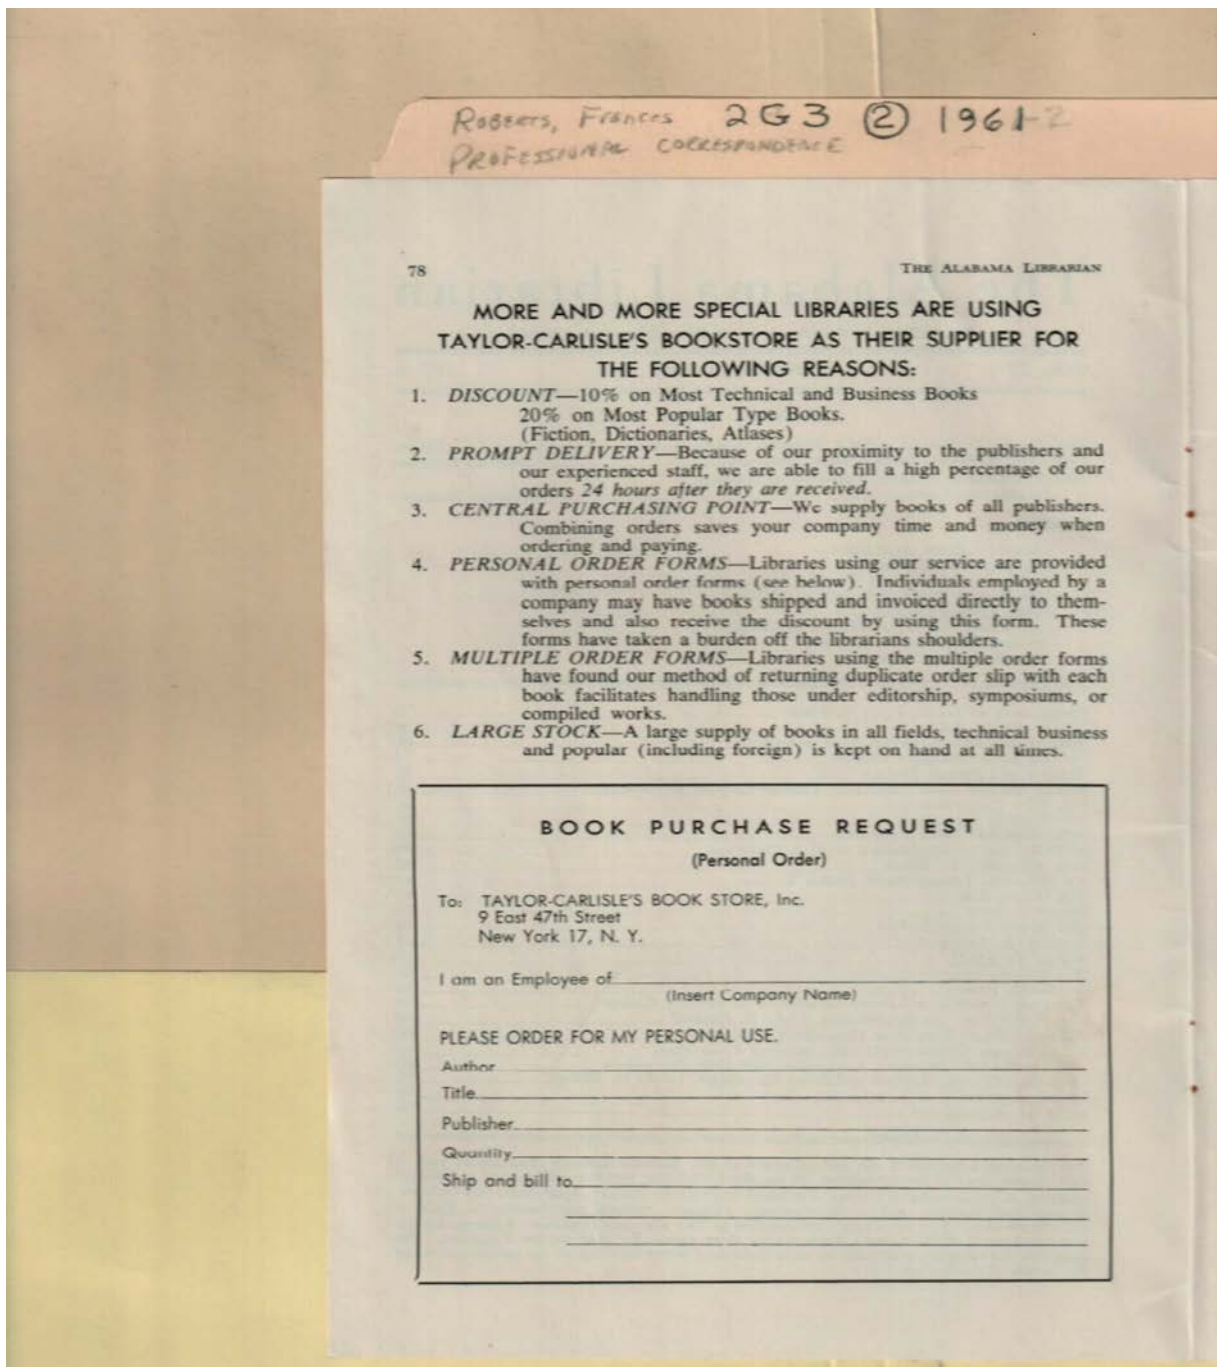 ROBERTS, FRANCES 2G3 ② 1961-2
PROFESSIONAL CORRESPONDENCE
78 THE ALABAMA LIBRARIAN
MORE AND MORE SPECIAL LIBRARIES ARE USING
TAYLOR-CARLISLE'S BOOKSTORE AS THEIR SUPPLIER FOR
THE FOLLOWING REASONS:
1. DISCOUNT—10% on Most Technical and Business Books
20% on Most Popular Type Books.
(Fiction, Dictionaries, Atlases)
2. PROMPT DELIVERY—Because of our proximity to the publishers and
our experienced staff, we are able to fill a high percentage of our
orders 24 hours after they are received.
3. CENTRAL PURCHASING POINT—We supply books of all publishers.
Combining orders saves your company time and money when
ordering and paying.
4. PERSONAL ORDER FORMS—Libraries using our service are provided
with personal order forms (see below). Individuals employed by a
company may have books shipped and invoiced directly to them-
selves and also receive the discount by using this form. These
forms have taken a burden off the librarians shoulders.
5. MULTIPLE ORDER FORMS—Libraries using the multiple order forms
have found our method of returning duplicate order slip with each
book facilitates handling those under editorship, symposiums, or
compiled works.
6. LARGE STOCK—A large supply of books in all fields, technical business
and popular (including foreign) is kept on hand at all times.
BOOK PURCHASE REQUEST
(Personal Order)
To: TAYLOR-CARLISLE'S BOOK STORE, Inc.
9 East 47th Street
New York 17, N. Y.
I am an Employee of
(Insert Company Name)
PLEASE ORDER FOR MY PERSONAL USE.
Author
Title
Publisher
Quantity
Ship and bill to